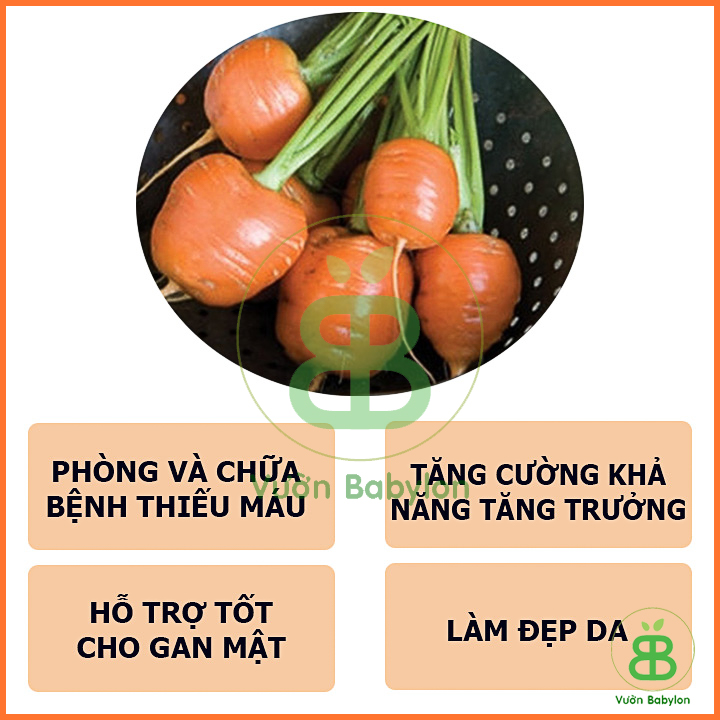 PHÒNG VÀ CHỮA
BỆNH THIẾU MÁU
TĂNG CƯỜNG KHẢ
NĂNG TĂNG TRƯỞNG
Vườn Babylon
HỖ TRỢ TỐT
CHO GAN MẬT
LÀM ĐẸP DA
Vườn Babylon